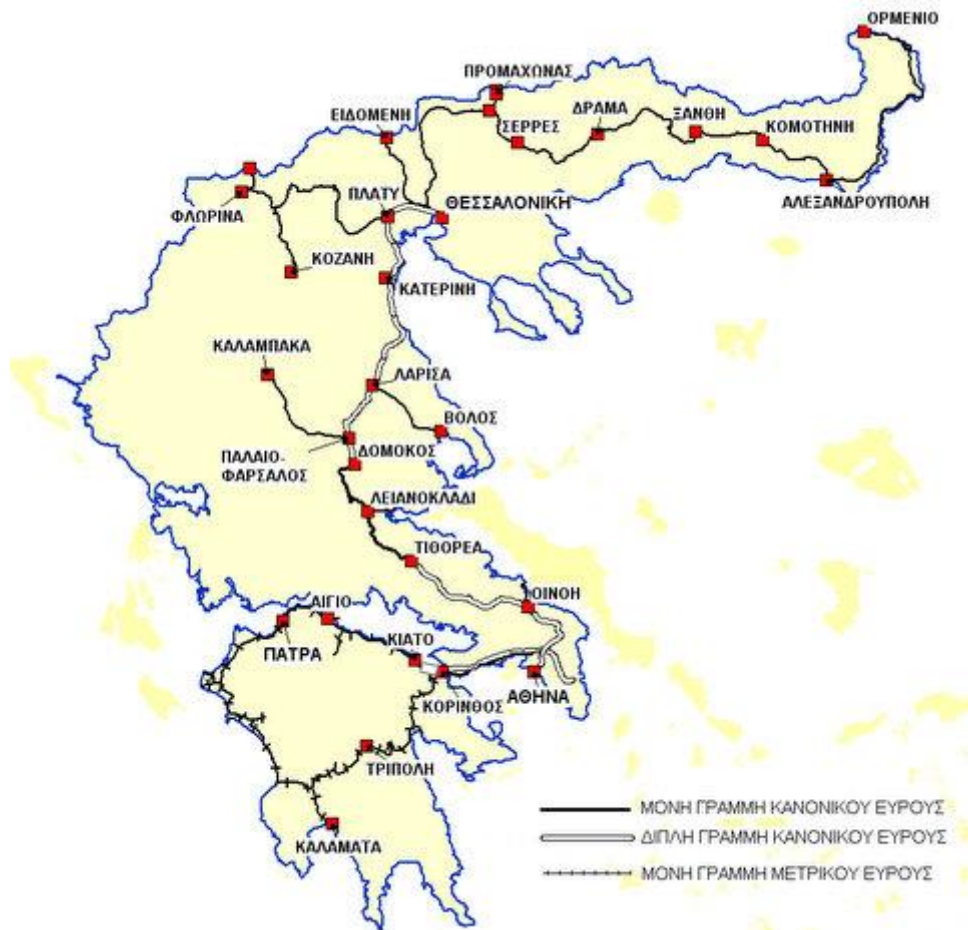 ΟΡΜΕΝΙΟ
ΠΡΟΜΑΧΩΝΑΣ
ΔΡΑΜΑ
ΞΑΝΘΗ
ΕΙΔΟΜΕΝΗ
ΣΕΡΡΕΣ
ΚΟΜΟΤΗΝΗ
ΑΛΕΞΑΝΔΡΟΥΠΟΛΗ
ΦΛΩΡΙΝΑ
ΠΛΑΤΥ
ΘΕΣΣΑΛΟΝΙΚΗ
ΚΟΖΑΝΗ
ΚΑΤΕΡΙΝΗ
ΚΑΛΑΜΠΑΚΑ
ΛΑΡΙΣΑ
ΒΟΛΟΣ
ΠΑΛΑΙΟ-
ΦΑΡΣΑΛΟΣ
ΔΟΜΟΚΟΣ
ΛΕΙΑΝΟΚΛΑΔΙ
ΤΙΘΟΡΕΑ
ΟΙΝΟΗ
ΑΙΓΙΟ
ΠΑΤΡΑ
ΚΙΑΤΟ
ΚΟΡΙΝΘΟΣ
ΑΘΗΝΑ
ΤΡΙΠΟΛΗ
ΚΑΛΑΜΑΤΑ
ΜΟΝΗ ΓΡΑΜΜΗ ΚΑΝΟΝΙΚΟΥ ΕΥΡΟΥΣ
ΔΙΠΛΗ ΓΡΑΜΜΗ ΚΑΝΟΝΙΚΟΥ ΕΥΡΟΥΣ
ΜΟΝΗ ΓΡΑΜΜΗ ΜΕΤΡΙΚΟΥ ΕΥΡΟΥΣ